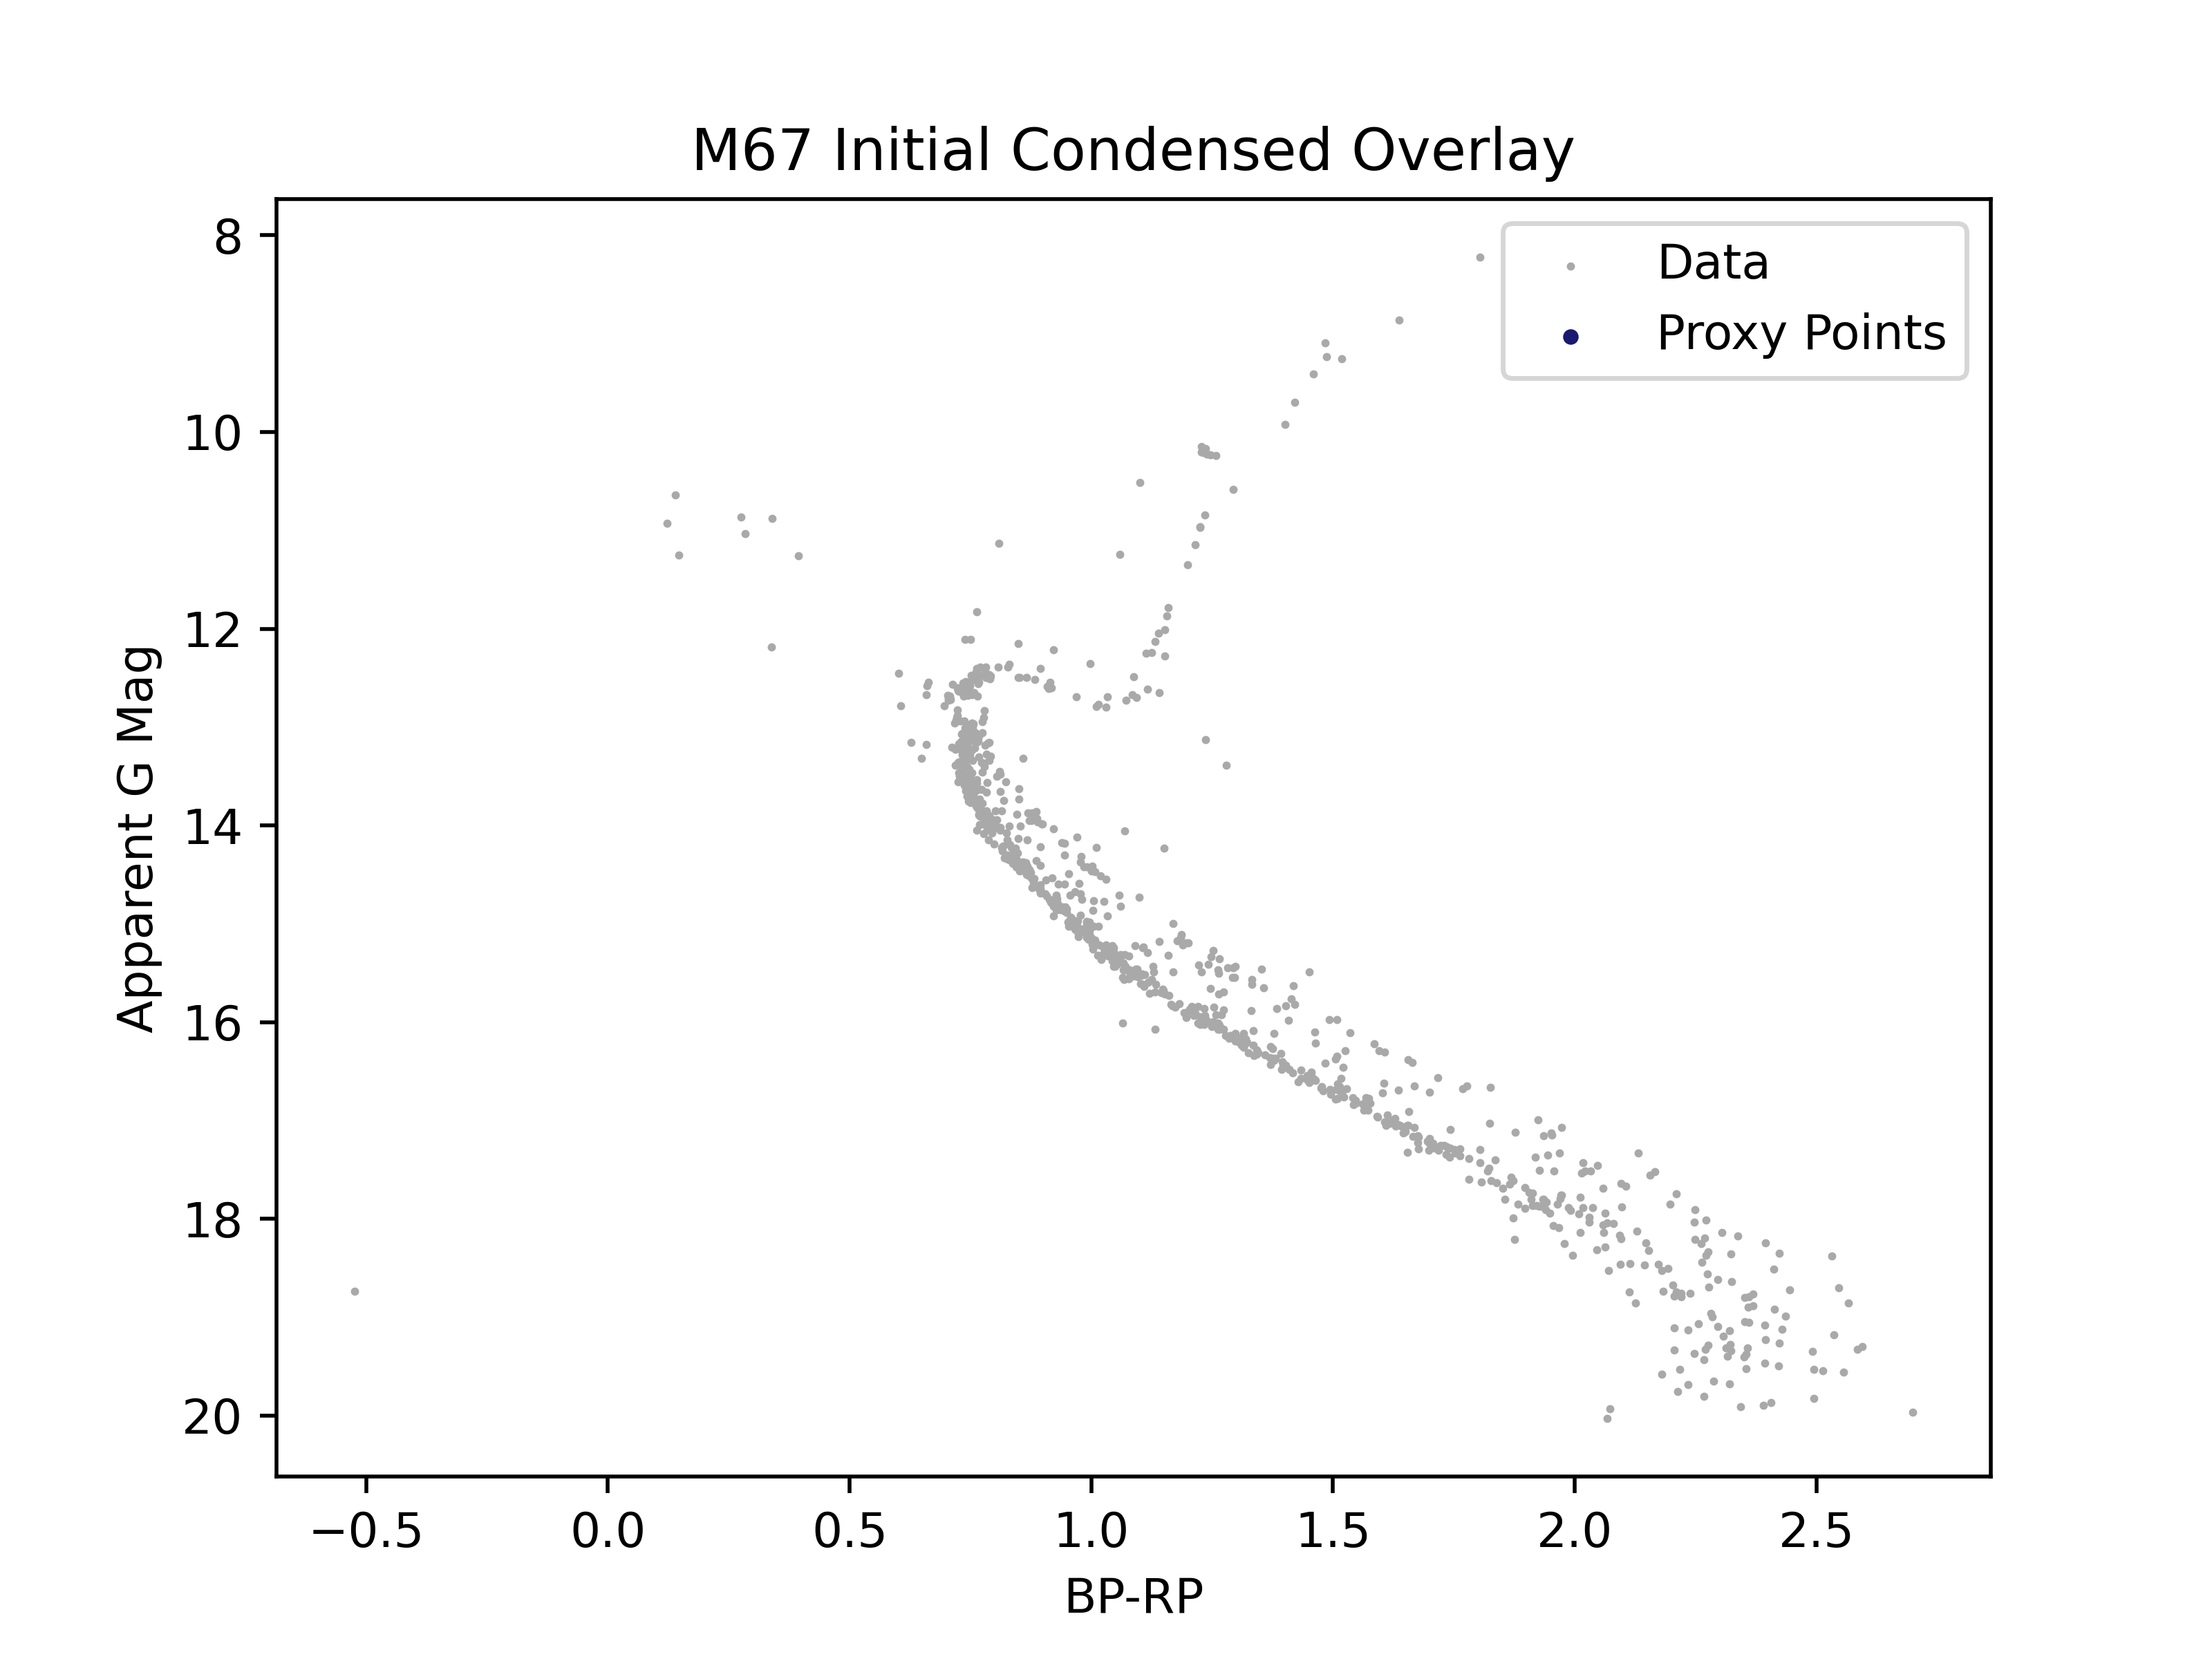 M67 Initial Condensed Overlay
Data
Proxy Points
8
10
12
14
16
18
20
Apparent G Mag
−0.5 0.0 0.5 1.0 1.5 2.0 2.5
BP-RP